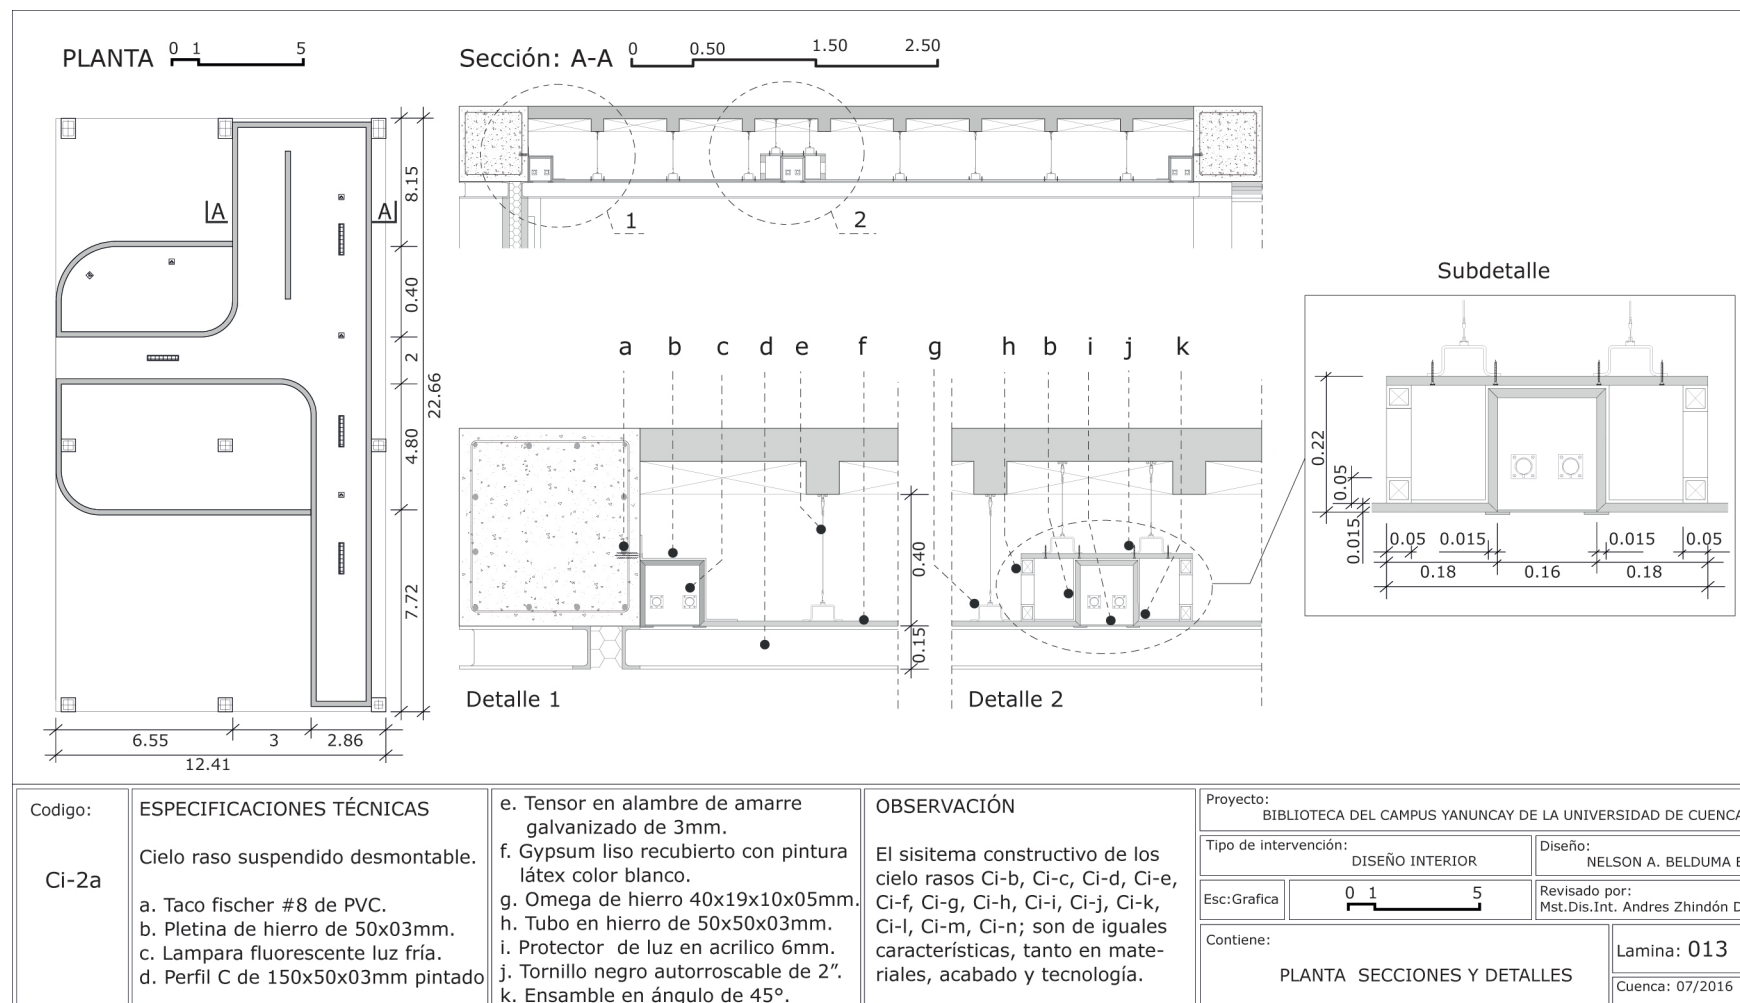 PLANTA 0 1 5
Sección: A-A 0 0.50 1.50 2.50
A A
8.15
0.40
2
22.66
4.80
7.72
6.55 3 2.86
12.41
1 2
a b c d e f g h b i j k
0.40
0.15
Detalle 1 Detalle 2
Subdetalle
0.22
0.05
0.015
0.05 0.015 0.015 0.05
0.18 0.16 0.18
Codigo:
Ci-2a
ESPECIFICACIONES TÉCNICAS
Cielo raso suspendido desmontable.
a. Taco fischer #8 de PVC.
b. Pletina de hierro de 50x03mm.
c. Lampara fluorescente luz fría.
d. Perfil C de 150x50x03mm pintado
e. Tensor en alambre de amarre
galvanizado de 3mm.
f. Gypsum liso recubierto con pintura
látex color blanco.
g. Omega de hierro 40x19x10x05mm.
h. Tubo en hierro de 50x50x03mm.
i. Protector de luz en acrilico 6mm.
j. Tornillo negro autorroscable de 2”.
k. Ensamble en ángulo de 45°.
OBSERVACIÓN
El sisitema constructivo de los
cielo rasos Ci-b, Ci-c, Ci-d, Ci-e,
Ci-f, Ci-g, Ci-h, Ci-i, Ci-j, Ci-k,
Ci-l, Ci-m, Ci-n; son de iguales
características, tanto en mate-
riales, acabado y tecnología.
Proyecto:
BIBLIOTECA DEL CAMPUS YANUNCAY DE LA UNIVERSIDAD DE CUENCA
Tipo de intervención:
DISEÑO INTERIOR
Diseño:
NELSON A. BELDUMA B
Esc:Grafica
0 1 5
Revisado por:
Mst.Dis.Int. Andres Zhindón D
Contiene:
PLANTA SECCIONES Y DETALLES
Lamina: 013
Cuenca: 07/2016